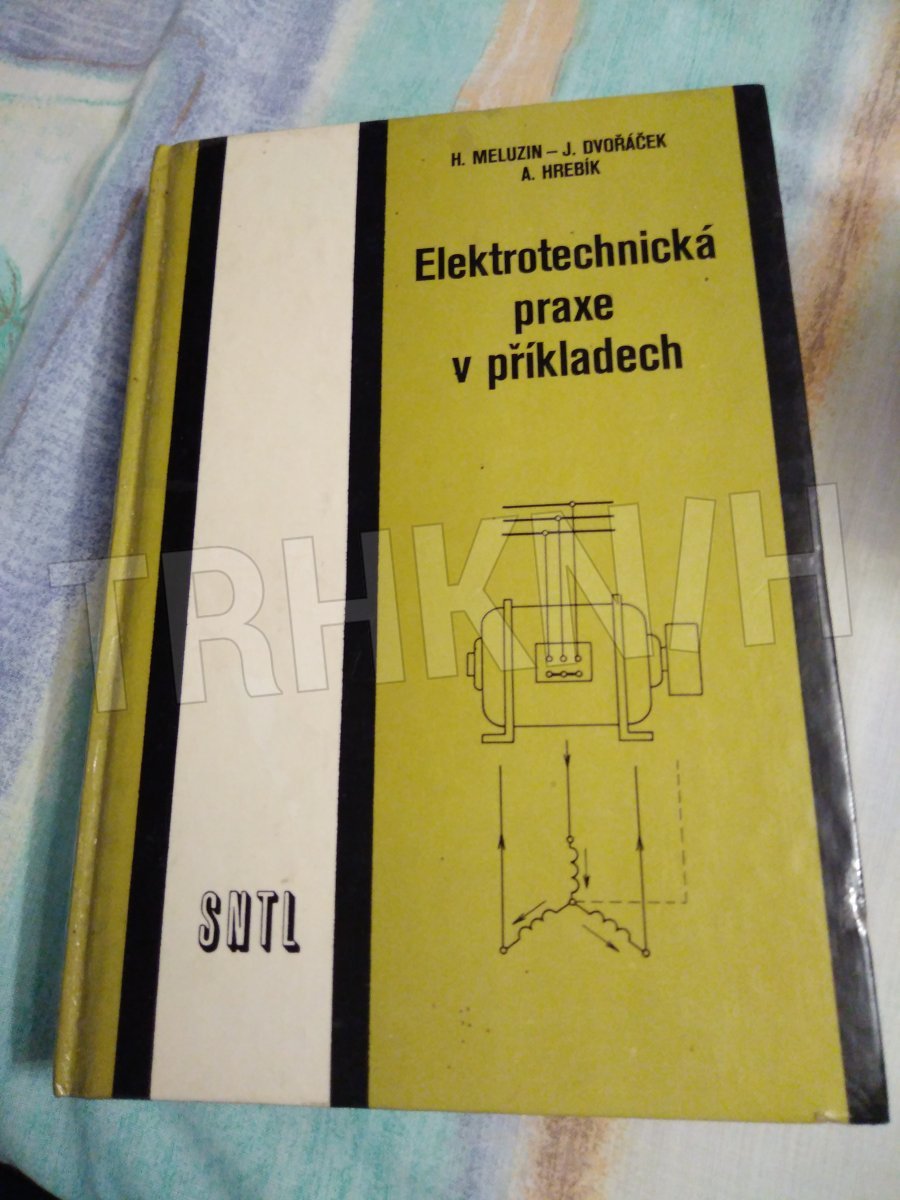 H. MELUZIN – J. DVOŘÁČEK
A. HREBÍK
Elektrotechnická
praxe
v příkladech
TRHKNIH
SNTL